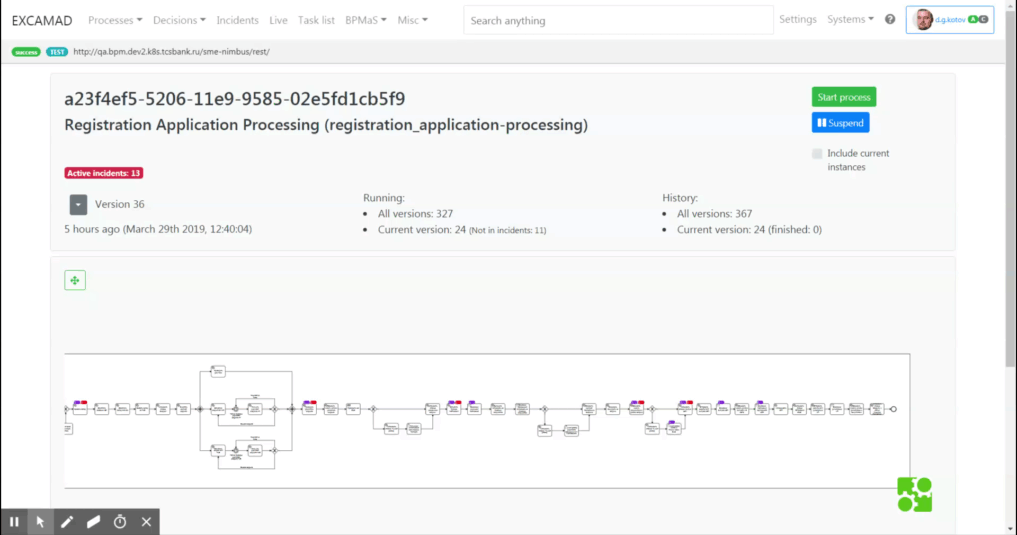 EXCAMAD Processes Decisions Incidents Live Task list BPMaS Misc Search anything Settings Systems d.g.kotov A C
success TEST http://qa.bpm.dev2.k8s.tcsbank.ru/sme-nimbus/rest/
a23f4ef5-5206-11e9-9585-02e5fd1cb5f9
Start process
Registration Application Processing (registration_application-processing)
Suspend
Include current
instances
Active incidents: 13
Version 36
5 hours ago (March 29th 2019, 12:40:04)
Running:
All versions: 327
Current version: 24 (Not in incidents: 11)
History:
All versions: 367
Current version: 24 (finished: 0)